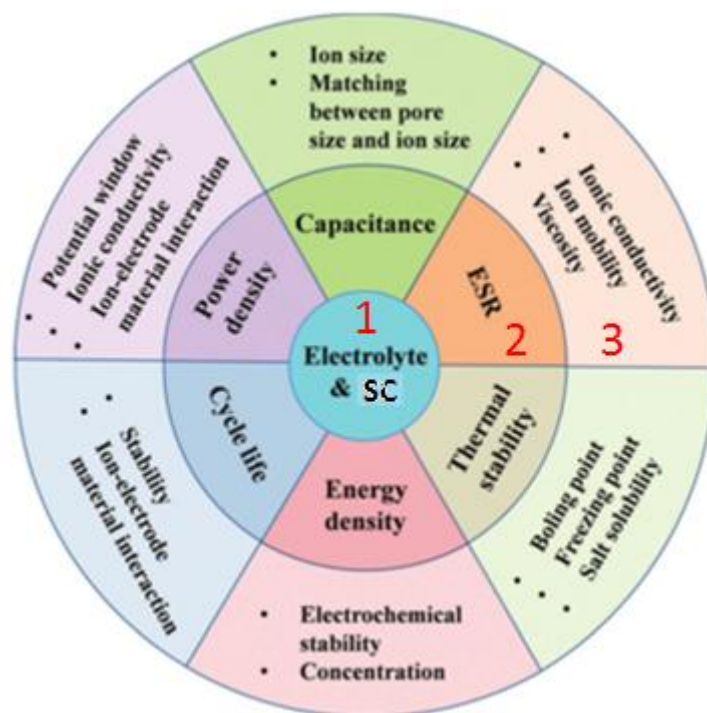 • Ion size
• Matching
between pore
size and ion size
• Ionic conductivity
• Ion mobility
• Viscosity
• Boling point
• Freezing point
• Salt solubility
• Electrochemical
stability
• Concentration
• Stability
• Ion-electrode
material interaction
• Potential window
• Ionic conductivity
• Ion-electrode
material interaction
Capacitance
ESR
2
3
Thermal
stability
Energy
density
Cycle life
Power
density
1
Electrolyte
& SC